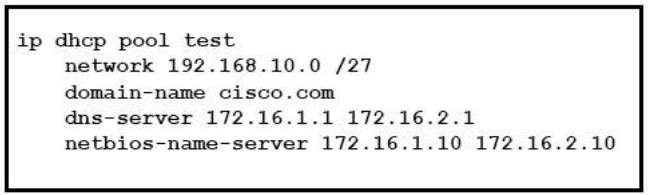 ip dhcp pool test
network 192.168.10.0 /27
domain-name cisco.com
dns-server 172.16.1.1 172.16.2.1
netbios-name-server 172.16.1.10 172.16.2.10